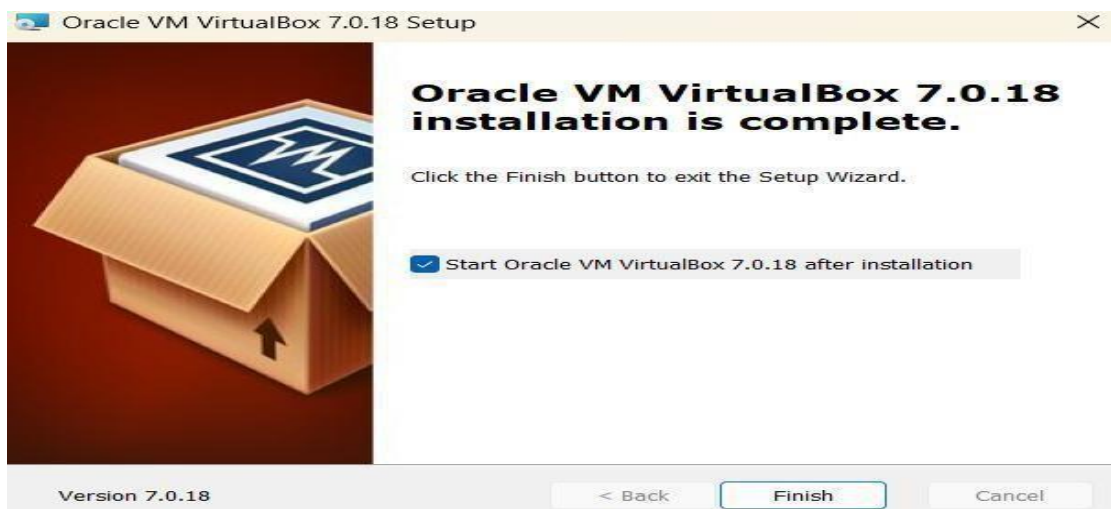 Oracle VM VirtualBox 7.0.18 Setup
Oracle VM VirtualBox 7.0.18
installation is complete.
Click the Finish button to exit the Setup Wizard.
Start Oracle VM VirtualBox 7.0.18 after installation
Version 7.0.18
< Back
Finish
Cancel